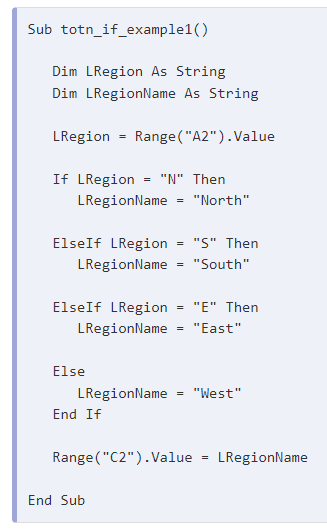 Sub totn_if_example1()
Dim LRegion As String
Dim LRegionName As String
LRegion = Range("A2").Value
If LRegion = "N" Then
LRegionName = "North"
ElseIf LRegion = "S" Then
LRegionName = "South"
ElseIf LRegion = "E" Then
LRegionName = "East"
Else
LRegionName = "West"
End If
Range("C2").Value = LRegionName
End Sub